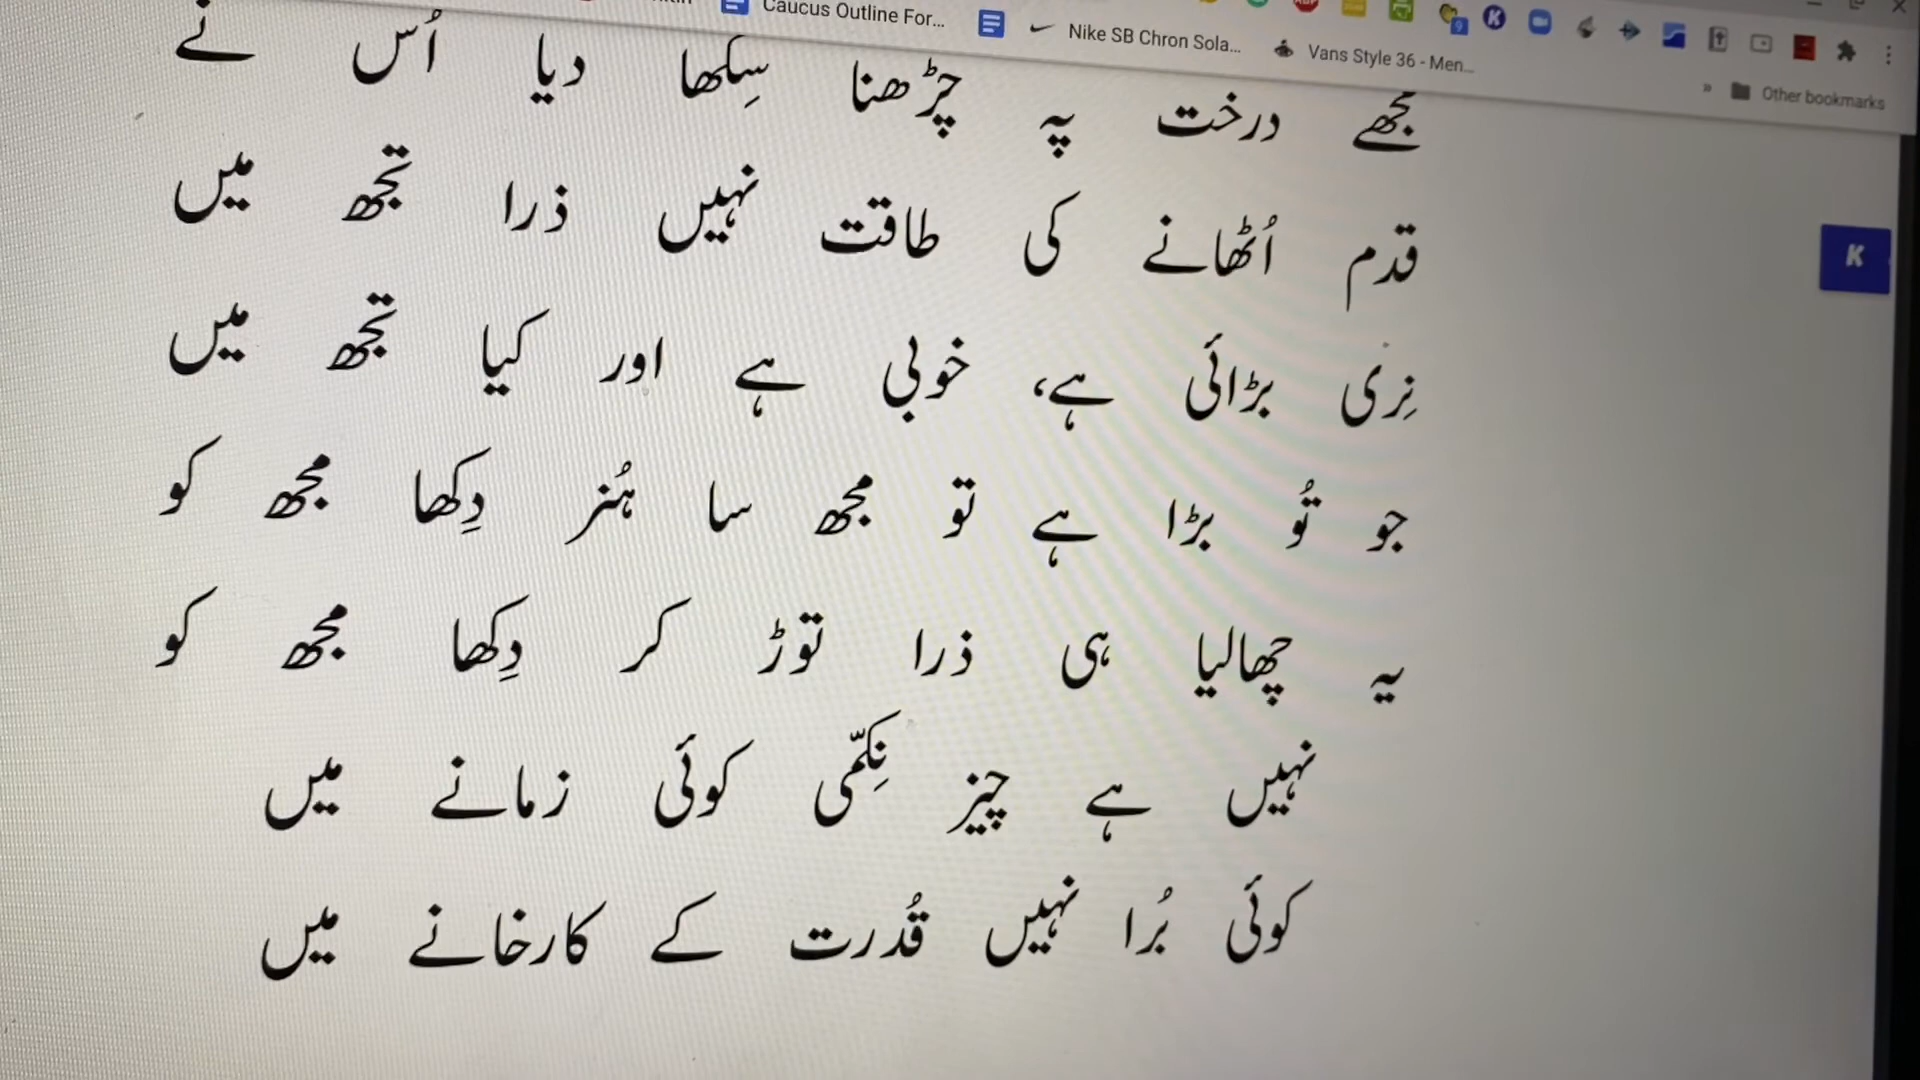 Caucus Outline For...
Nike SB Chron Sola...
Vans Style 36 - Men...
» Other bookmarks
مجھے درخت پہ چڑھنا سِکھا دیا اُس نے
قدم اُٹھانے کی طاقت نہیں ذرا تجھ میں
نِری بڑائی ہے، خوبی ہے اور کیا تجھ میں
جو تُو بڑا ہے تو مجھ سا ہُنر دِکھا مجھ کو
یہ چھالیا ہی ذرا توڑ کر دِکھا مجھ کو
نہیں ہے چیز نِکمّی کوئی زمانے میں
کوئی بُرا نہیں قُدرت کے کارخانے میں
K